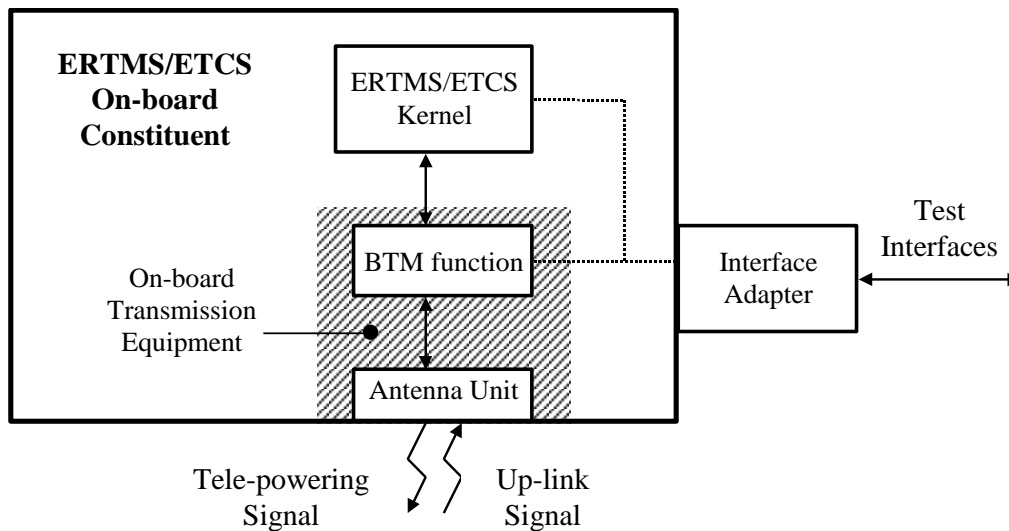 ERTMS/ETCS
On-board
Constituent
ERTMS/ETCS
Kernel
BTM function
On-board
Transmission
Equipment
Antenna Unit
Interface
Adapter
Test
Interfaces
Tele-powering
Signal
Up-link
Signal